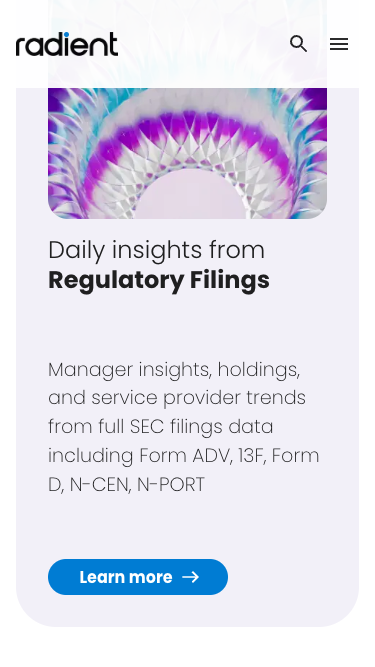 radient
Daily insights from
Regulatory Filings
Manager insights, holdings,
and service provider trends
from full SEC filings data
including Form ADV, 13F, Form
D, N-CEN, N-PORT
Learn more